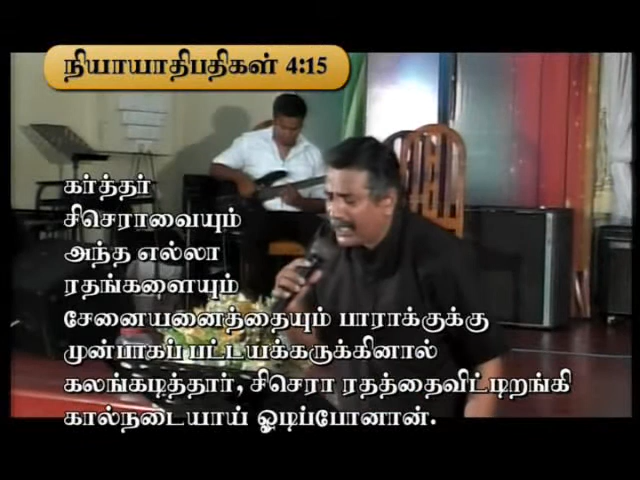 நியாயாதிபதிகள் 4:15
கர்த்தர்
சிசெராவையும்
அந்த எல்லா
ரதங்களையும்
சேனையனைத்தையும் பாராக்குக்கு
முன்பாகப் பட்டயக்கருக்கினால்
கலங்கடித்தார், சிசெரா ரதத்தைவிட்டிறங்கி
கால்நடையாய் ஓடிப்போனான்.